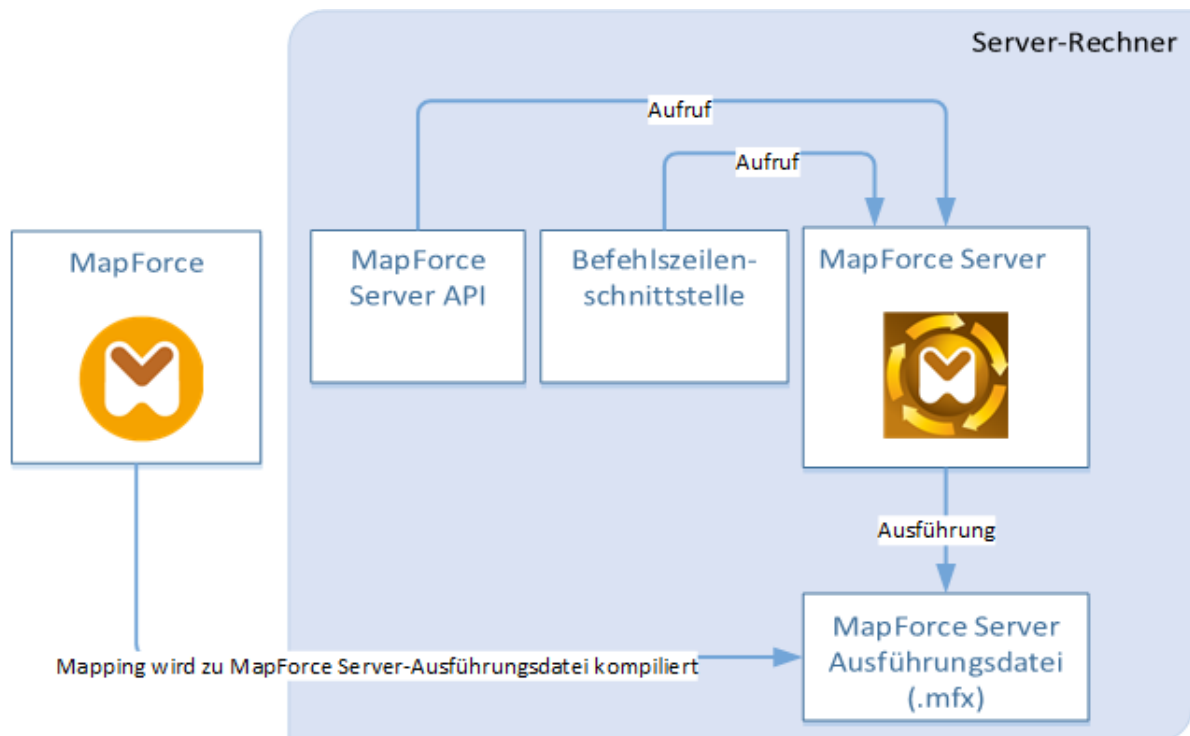 Server-Rechner
Aufruf
Aufruf
MapForce
MapForce
Server API
Befehlszeilen-
schnittstelle
MapForce Server
Ausführung
MapForce Server
Ausführungsdatei
(.mfx)
Mapping wird zu MapForce Server-Ausführungsdatei kompiliert